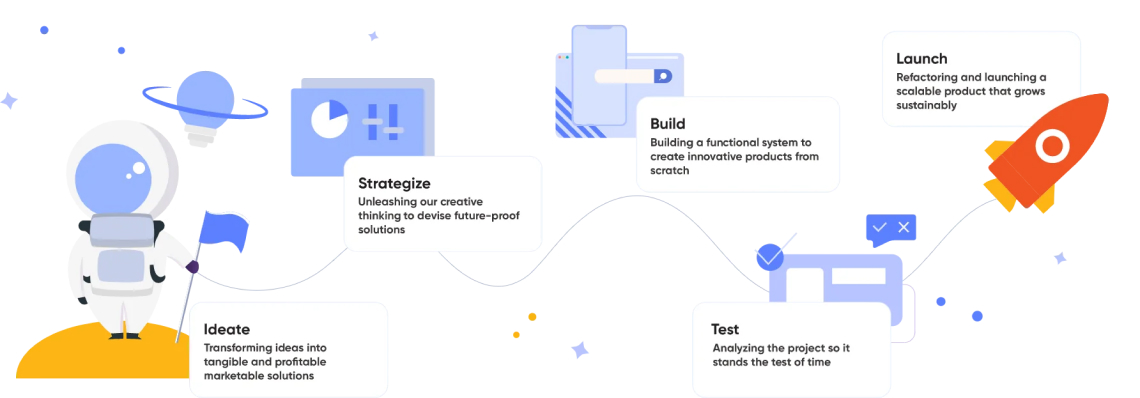 Ideate
Transforming ideas into
tangible and profitable
marketable solutions
Strategize
Unleashing our creative
thinking to devise future-proof
solutions
Build
Building a functional system to
create innovative products from
scratch
Test
Analyzing the project so it
stands the test of time
Launch
Refactoring and launching a
scalable product that grows
sustainably